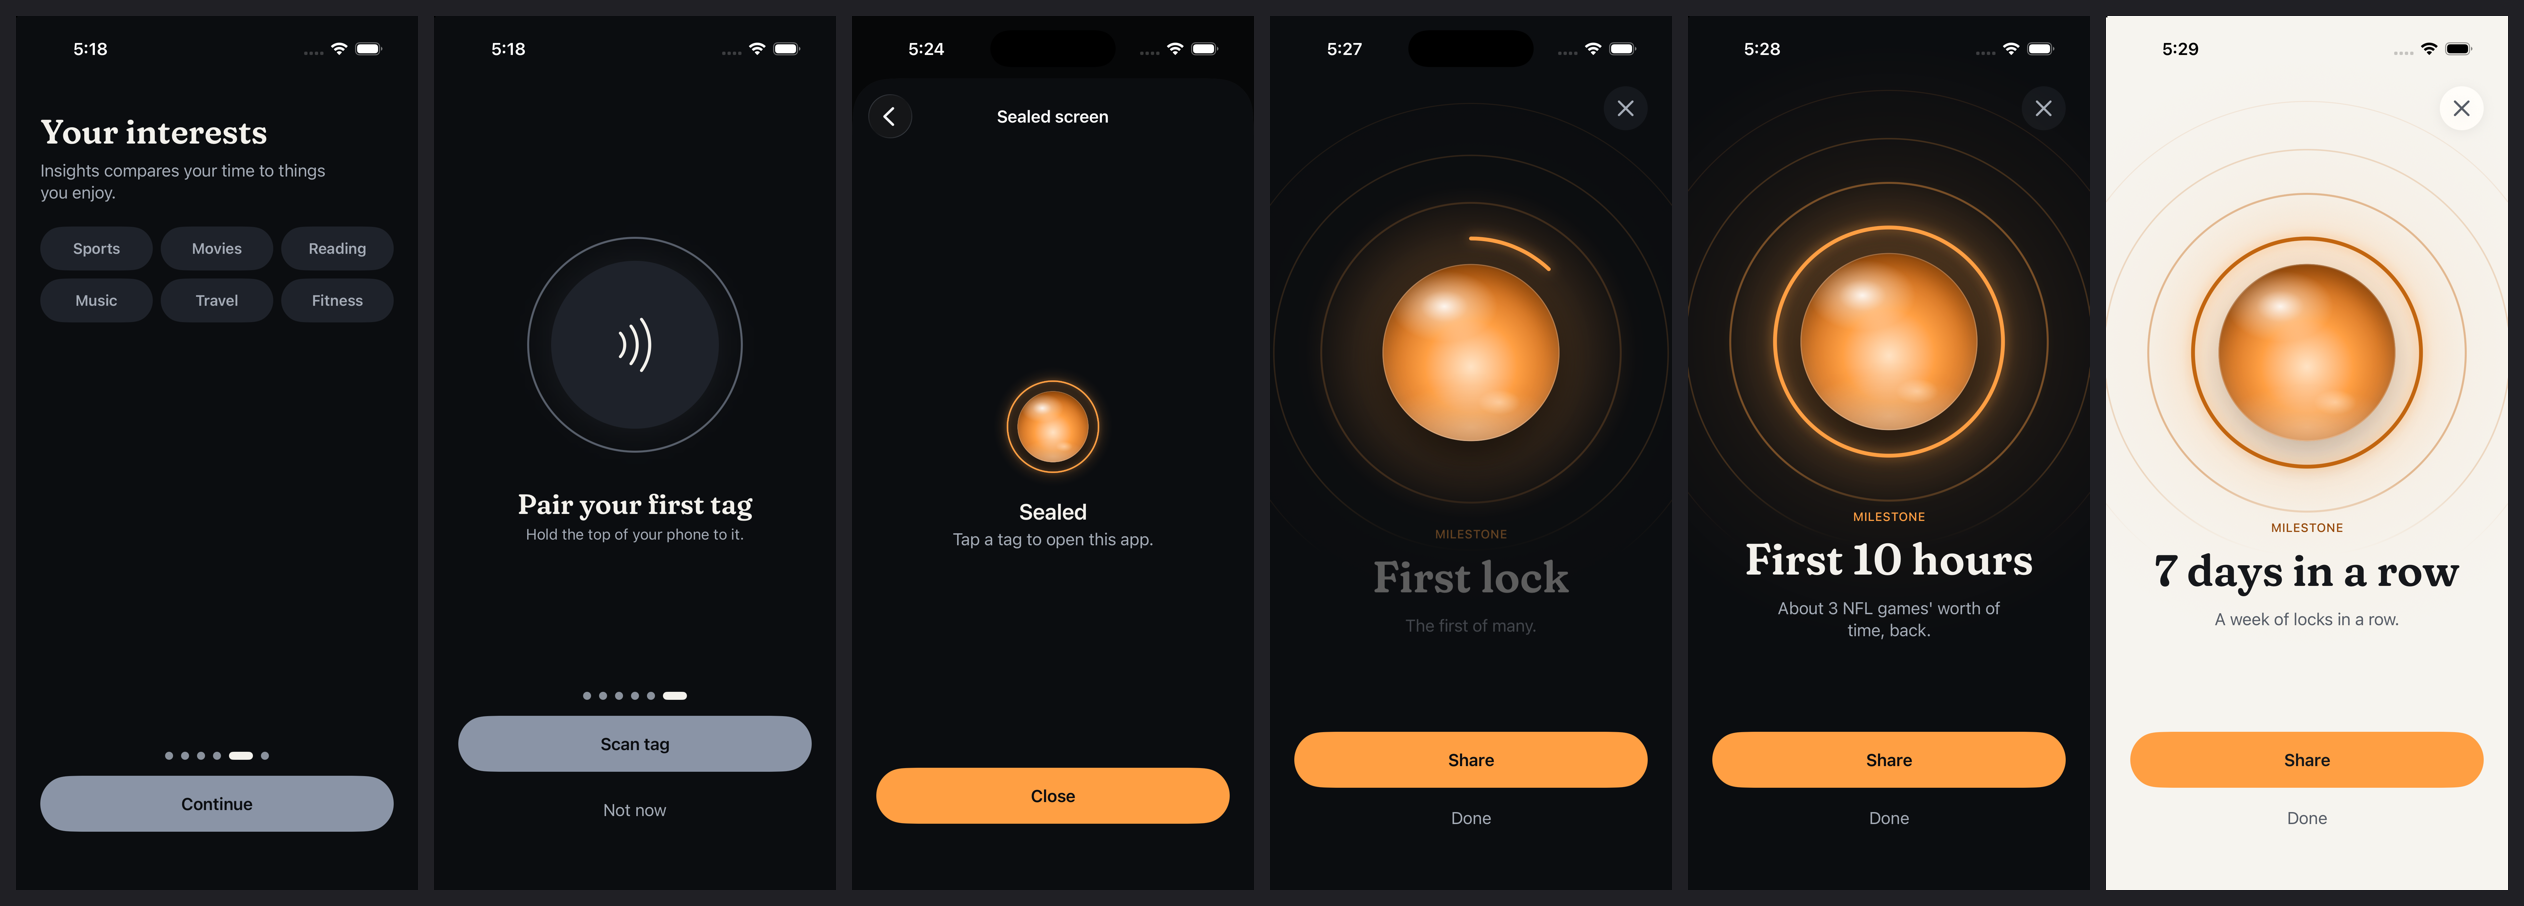 5:18
Your interests
Insights compares your time to things
you enjoy.
Sports
Movies
Reading
Music
Travel
Fitness
Continue
5:18
Pair your first tag
Hold the top of your phone to it.
Scan tag
Not now
5:24
Sealed screen
Sealed
Tap a tag to open this app.
Close
5:27
MILESTONE
First lock
The first of many.
Share
Done
5:28
MILESTONE
First 10 hours
About 3 NFL games' worth of
time, back.
Share
Done
5:29
MILESTONE
7 days in a row
A week of locks in a row.
Share
Done